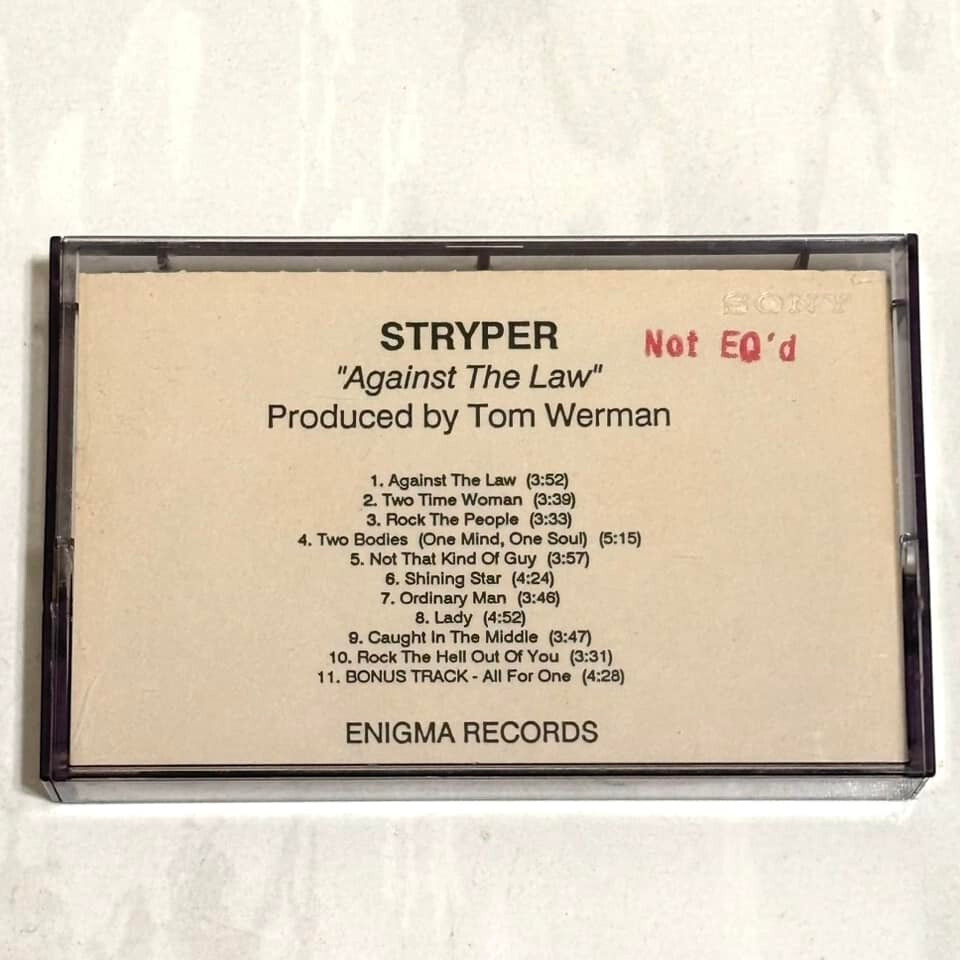 SONY
STRYPER
Not EQ'd
"Against The Law"
Produced by Tom Werman
1. Against The Law (3:52)
2. Two Time Woman (3:39)
3. Rock The People (3:33)
4. Two Bodies (One Mind, One Soul) (5:15)
5. Not That Kind Of Guy (3:57)
6. Shining Star (4:24)
7. Ordinary Man (3:46)
8. Lady (4:52)
9. Caught In The Middle (3:47)
10. Rock The Hell Out Of You (3:31)
11. BONUS TRACK - All For One (4:28)
ENIGMA RECORDS